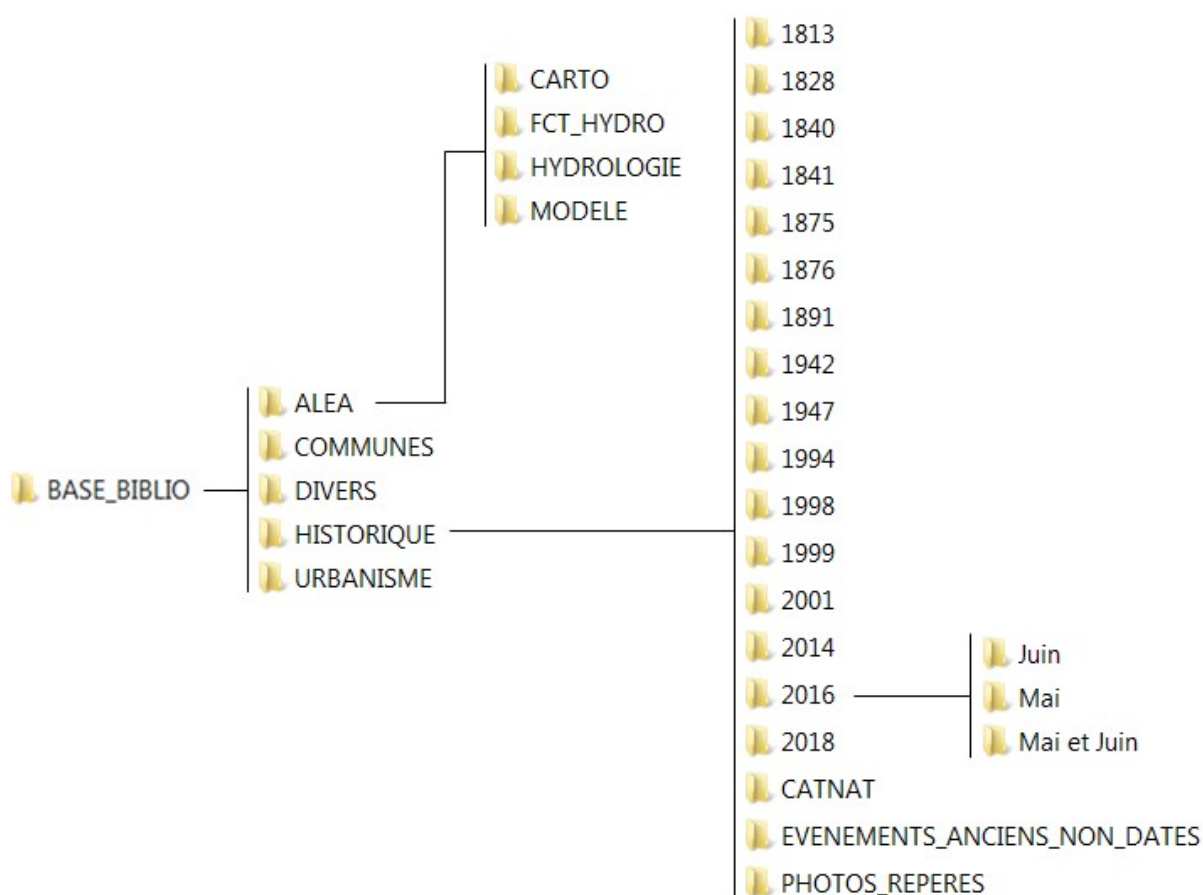 BASE_BIBLIO
ALEA
COMMUNES
DIVERS
HISTORIQUE
URBANISME
CARTO
FCT_HYDRO
HYDROLOGIE
MODELE
1813
1828
1840
1841
1875
1876
1891
1942
1947
1994
1998
1999
2001
2014
2016
2018
CATNAT
EVENEMENTS_ANCIENS_NON_DATES
PHOTOS_REPERES
Juin
Mai
Mai et Juin